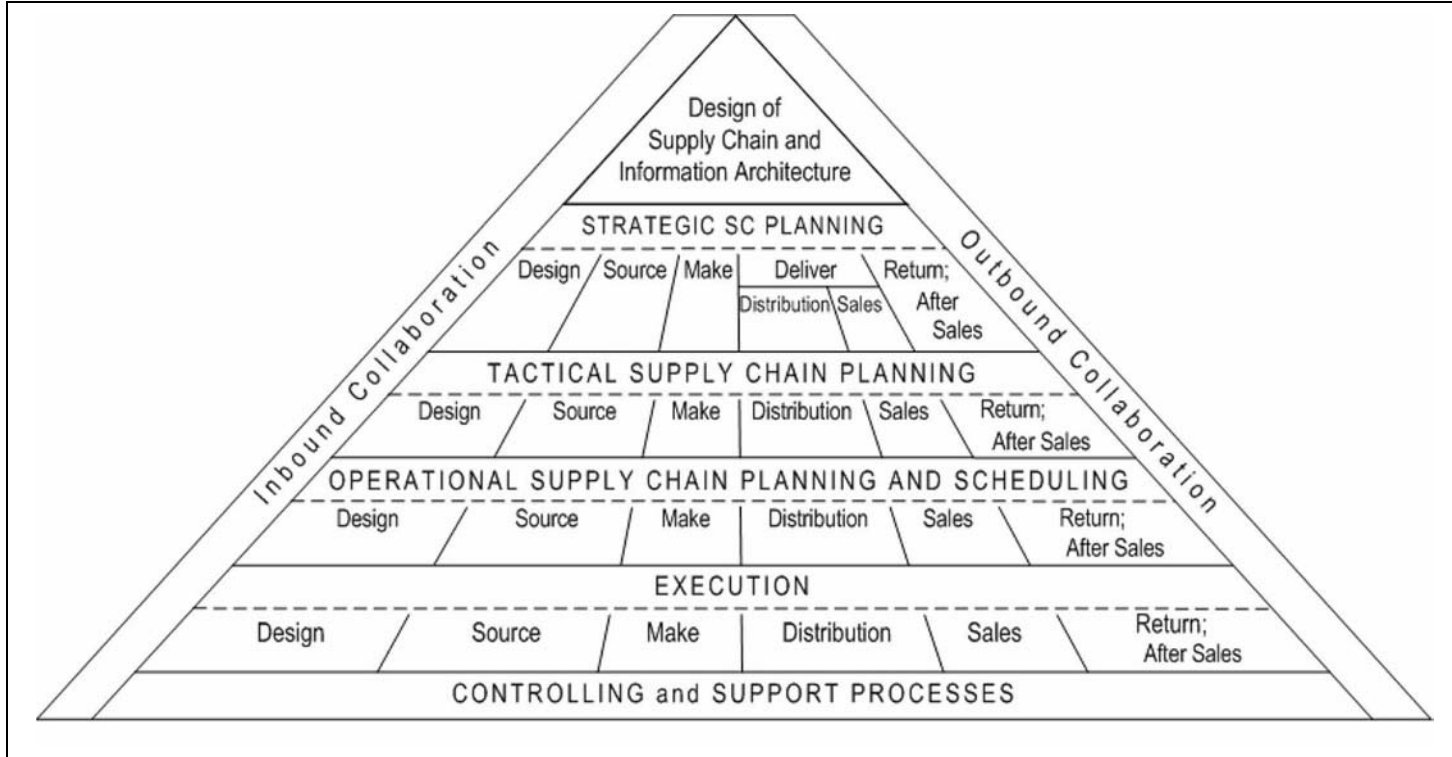 Design of
Supply Chain and
Information Architecture
STRATEGIC SC PLANNING
Design Source Make Deliver Return;
Distribution Sales After
Sales
TACTICAL SUPPLY CHAIN PLANNING
Design Source Make Distribution Sales Return;
After Sales
OPERATIONAL SUPPLY CHAIN PLANNING AND SCHEDULING
Design Source Make Distribution Sales Return;
After Sales
EXECUTION
Design Source Make Distribution Sales Return;
After Sales
CONTROLLING and SUPPORT PROCESSES
Inbound Collaboration
Outbound Collaboration